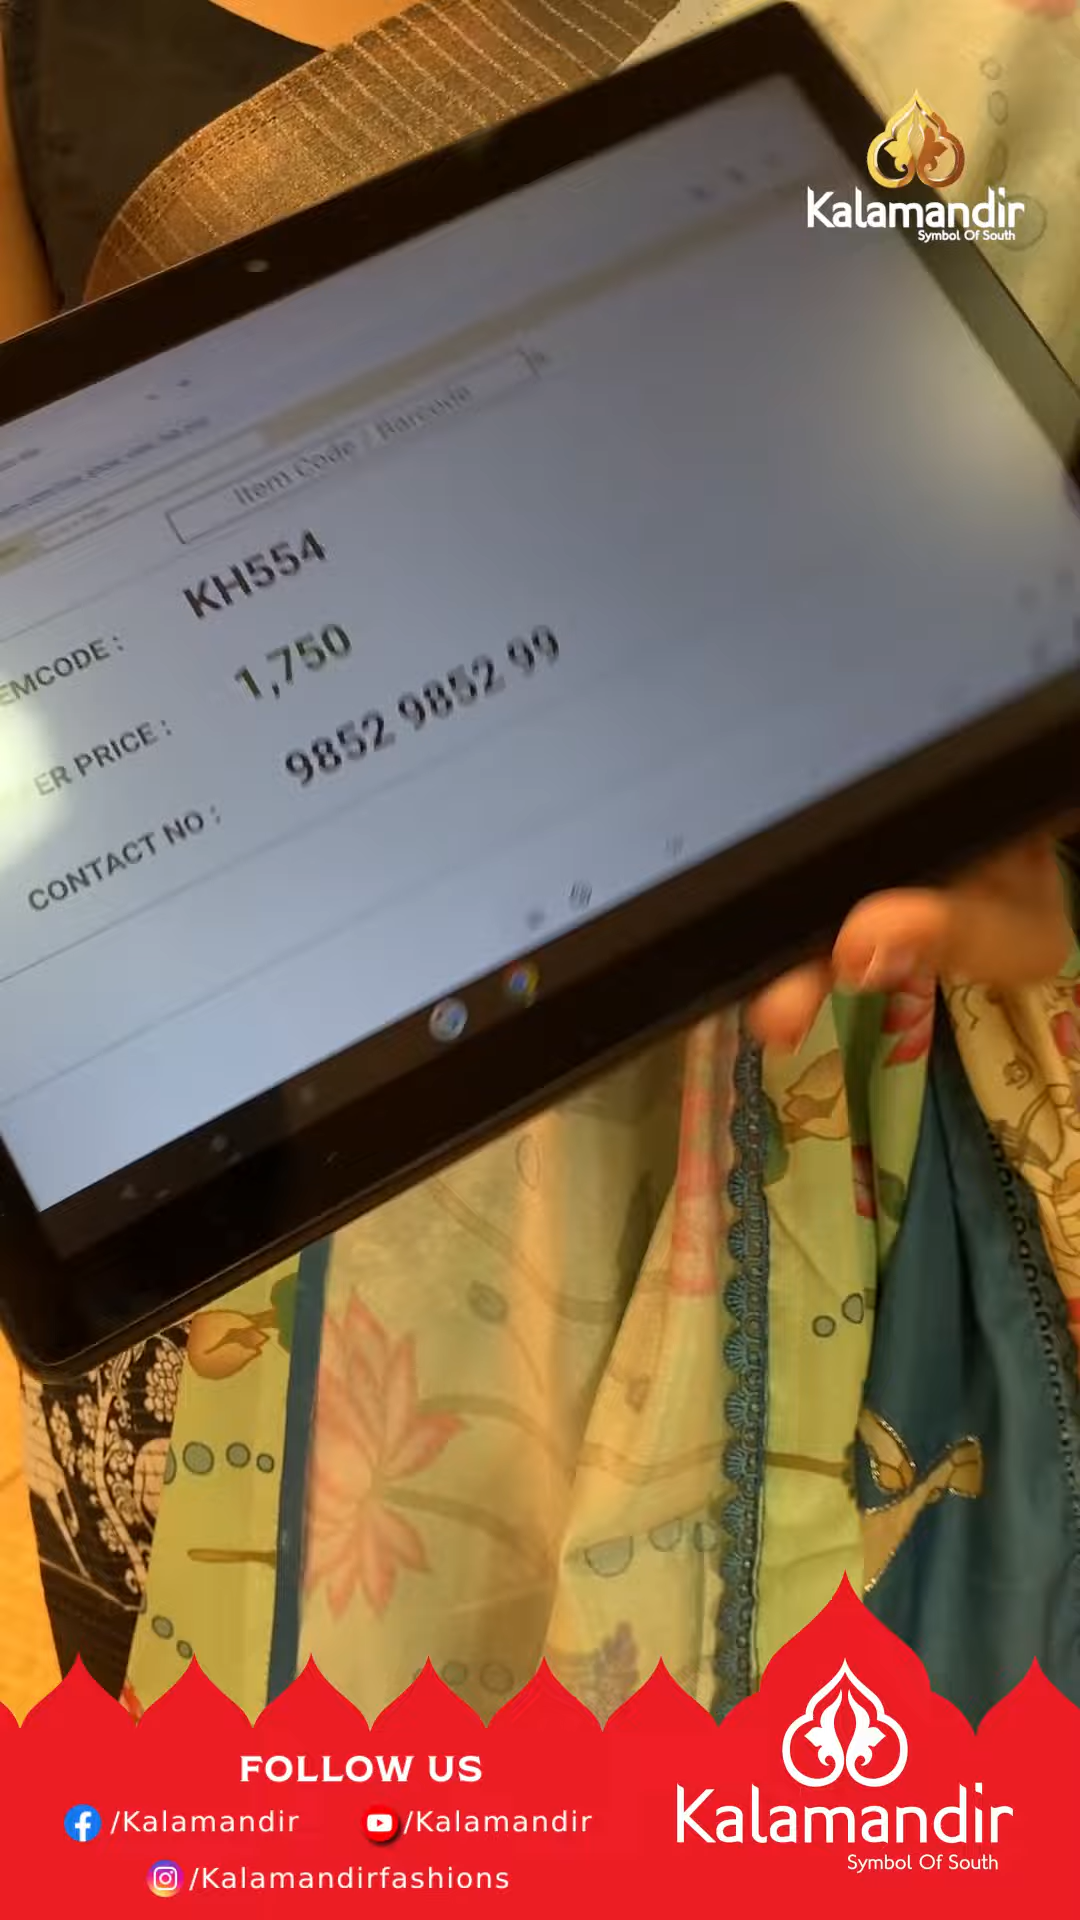 Kalamandir
Symbol Of South
Item Code / Barcode
EMCODE : KH554
ER PRICE : 1,750
CONTACT NO : 9852 9852 99
FOLLOW US
/Kalamandir /Kalamandir
/Kalamandirfashions
Kalamandir
Symbol Of South